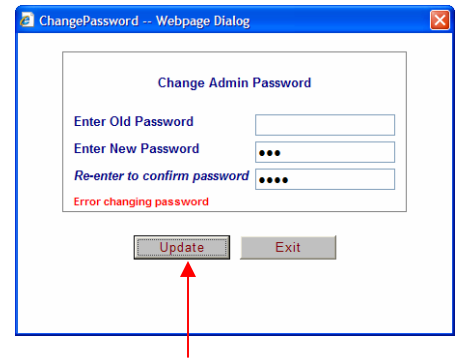 ChangePassword -- Webpage Dialog
Change Admin Password
Enter Old Password
Enter New Password
•••
Re-enter to confirm password
••••
Error changing password
Update
Exit